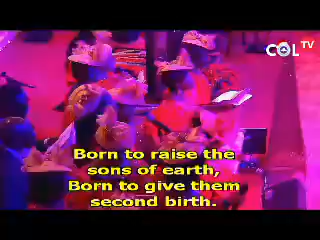 COL TV
Born to raise the
sons of earth,
Born to give them
second birth.